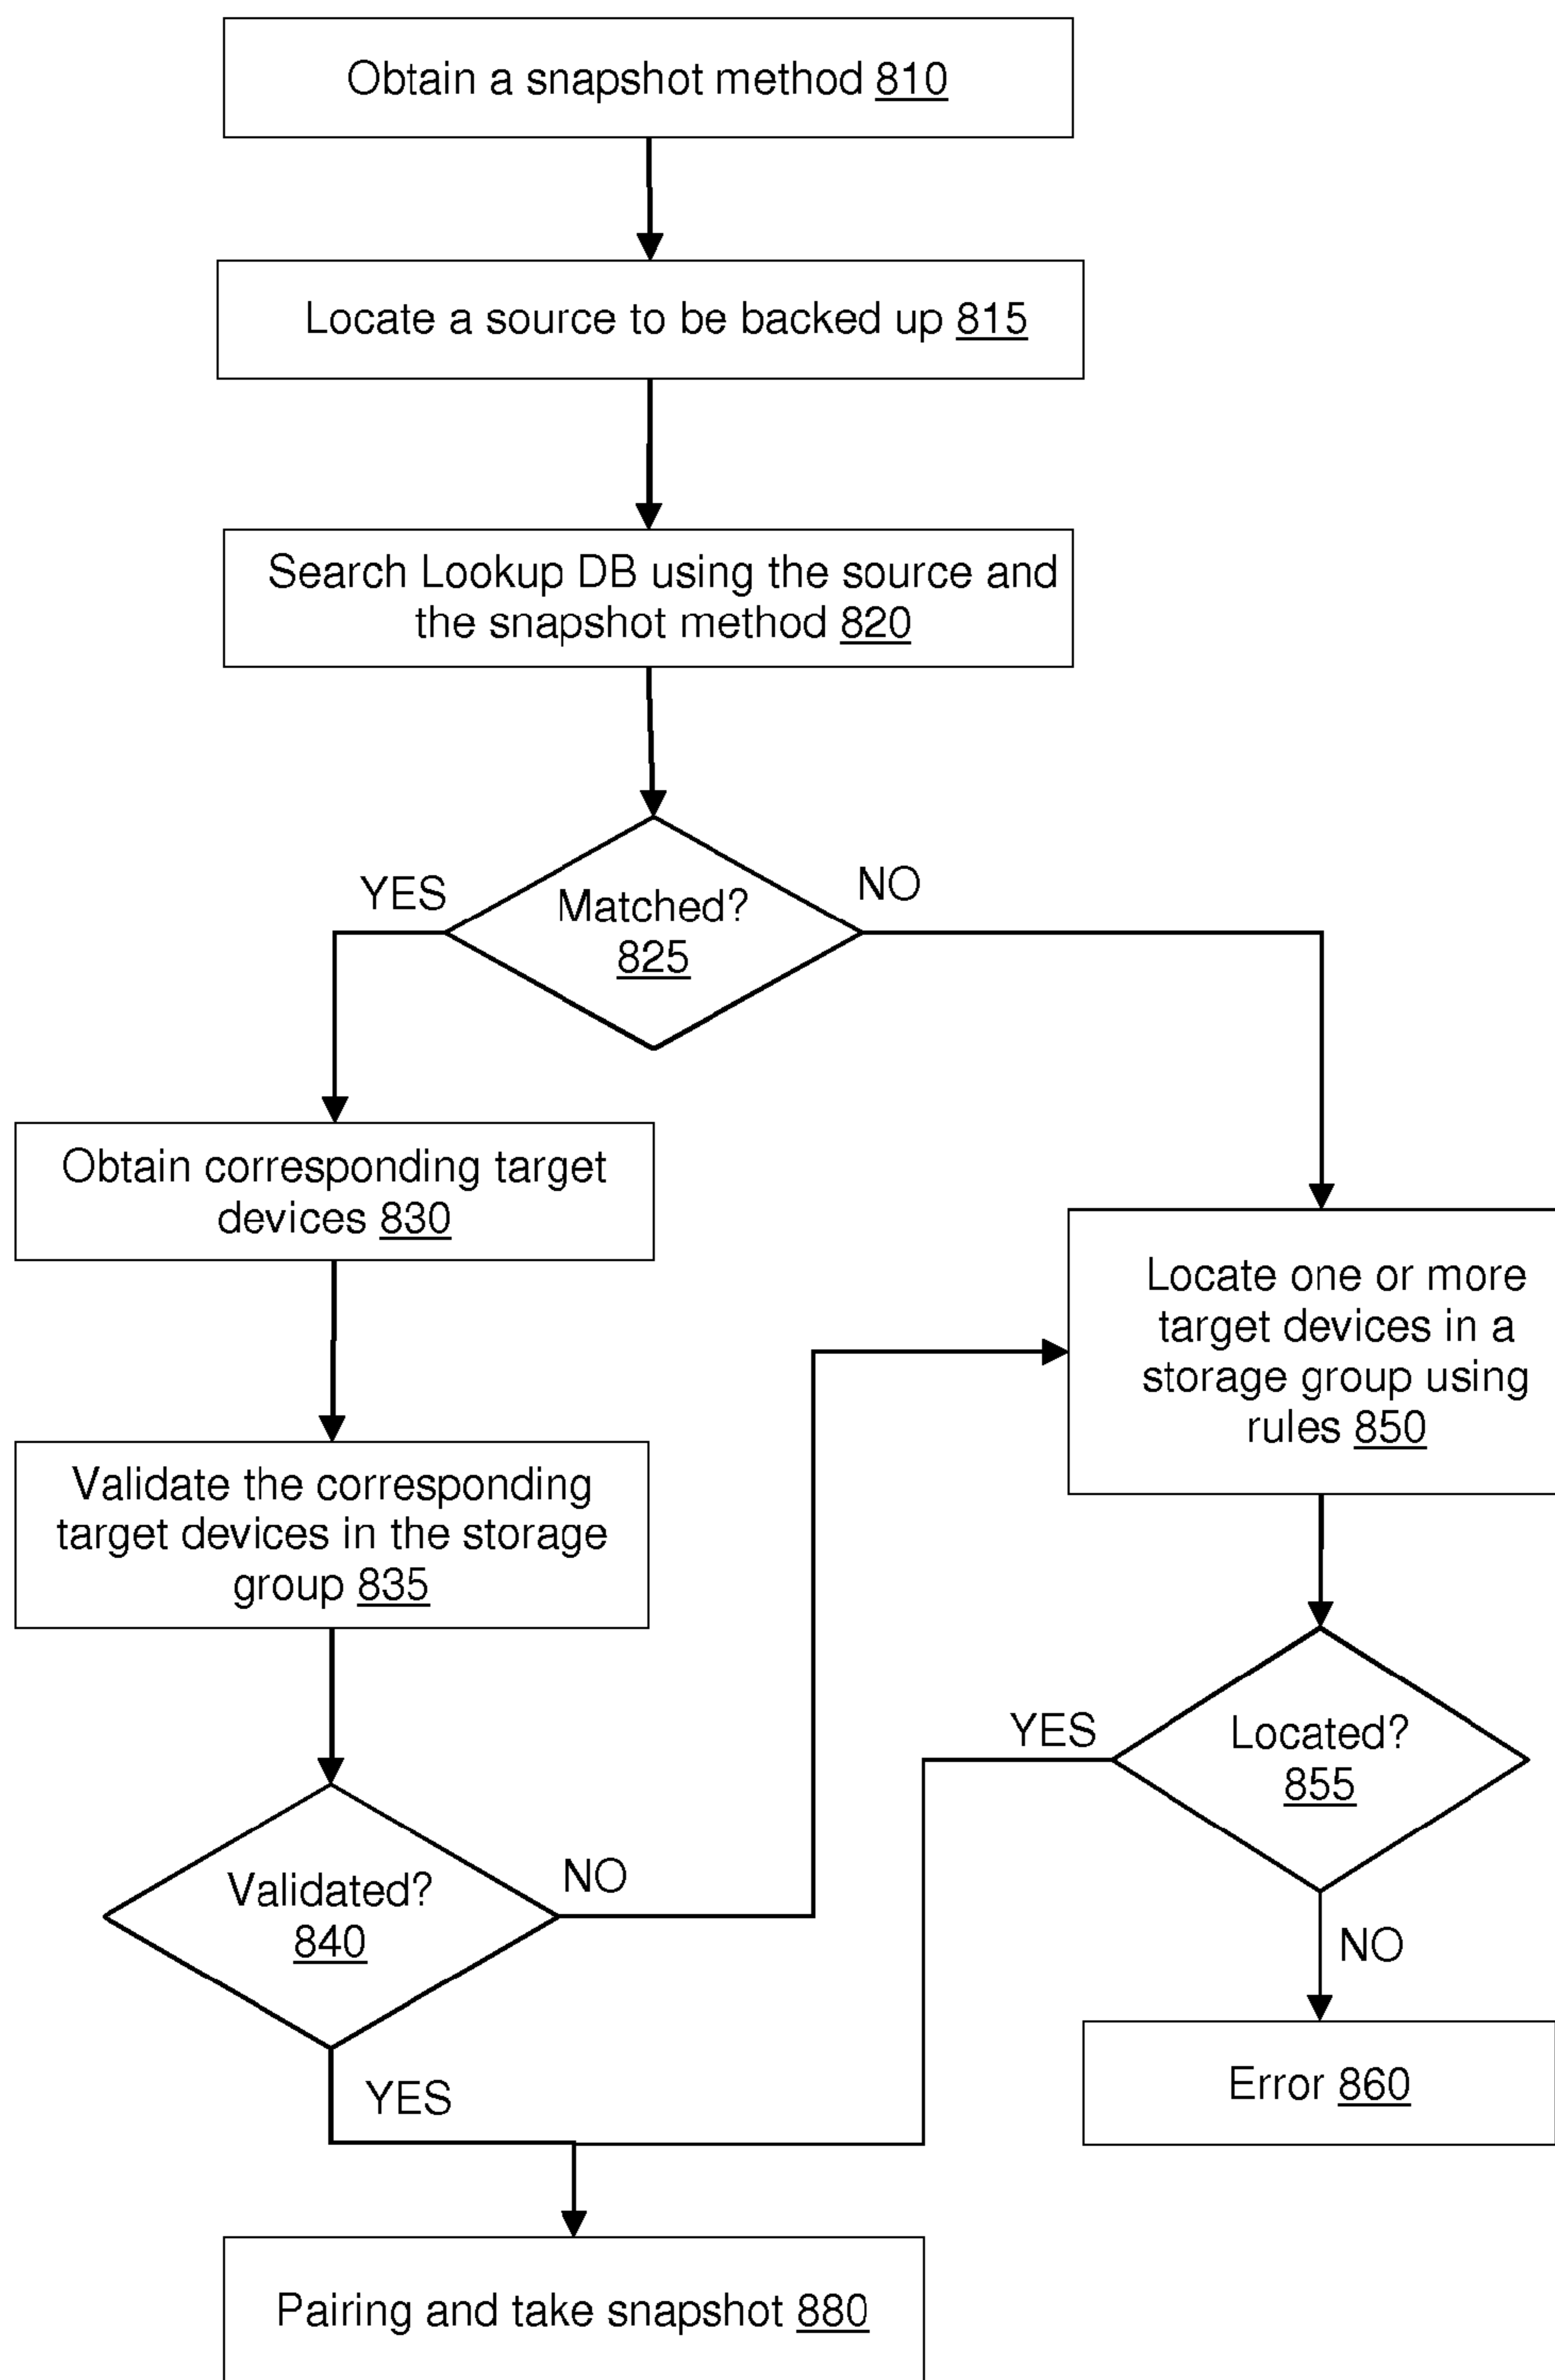 Obtain a snapshot method 810
Locate a source to be backed up 815
Search Lookup DB using the source and
the snapshot method 820
YES
Matched?
825
NO
Obtain corresponding target
devices 830
Locate one or more
target devices in a
storage group using
rules 850
Validate the corresponding
target devices in the storage
group 835
YES
Located?
855
Validated?
840
NO
NO
YES
Error 860
Pairing and take snapshot 880